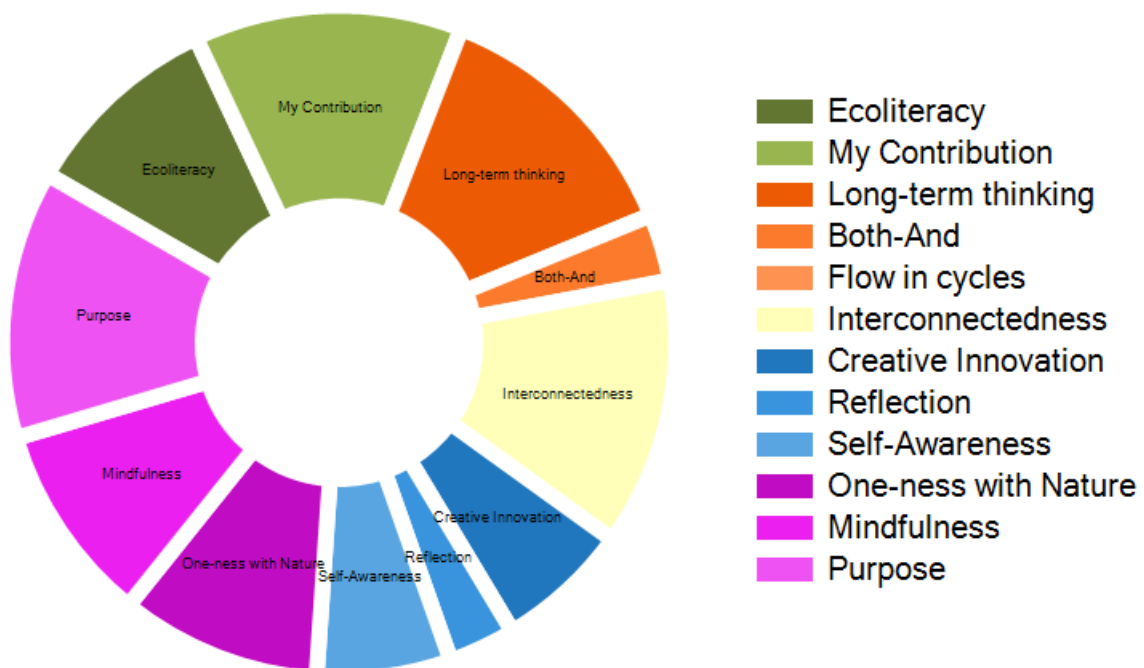 My Contribution
Ecoliteracy
Long-term thinking
Both-And
Purpose
Interconnectedness
Mindfulness
Creative Innovation
Reflection
One-ness with Nature
Self-Awareness
Ecoliteracy
My Contribution
Long-term thinking
Both-And
Flow in cycles
Interconnectedness
Creative Innovation
Reflection
Self-Awareness
One-ness with Nature
Mindfulness
Purpose